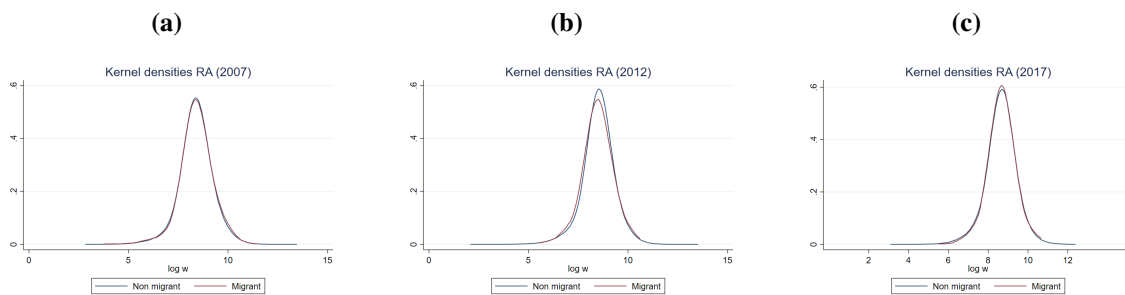 (a)
Kernel densities RA (2007)
.6
.4
.2
0
0 5 10 15
log w
Non migrant Migrant
(b)
Kernel densities RA (2012)
.6
.4
.2
0
0 5 10 15
log w
Non migrant Migrant
(c)
Kernel densities RA (2017)
.6
.4
.2
0
2 4 6 8 10 12
log w
Non migrant Migrant